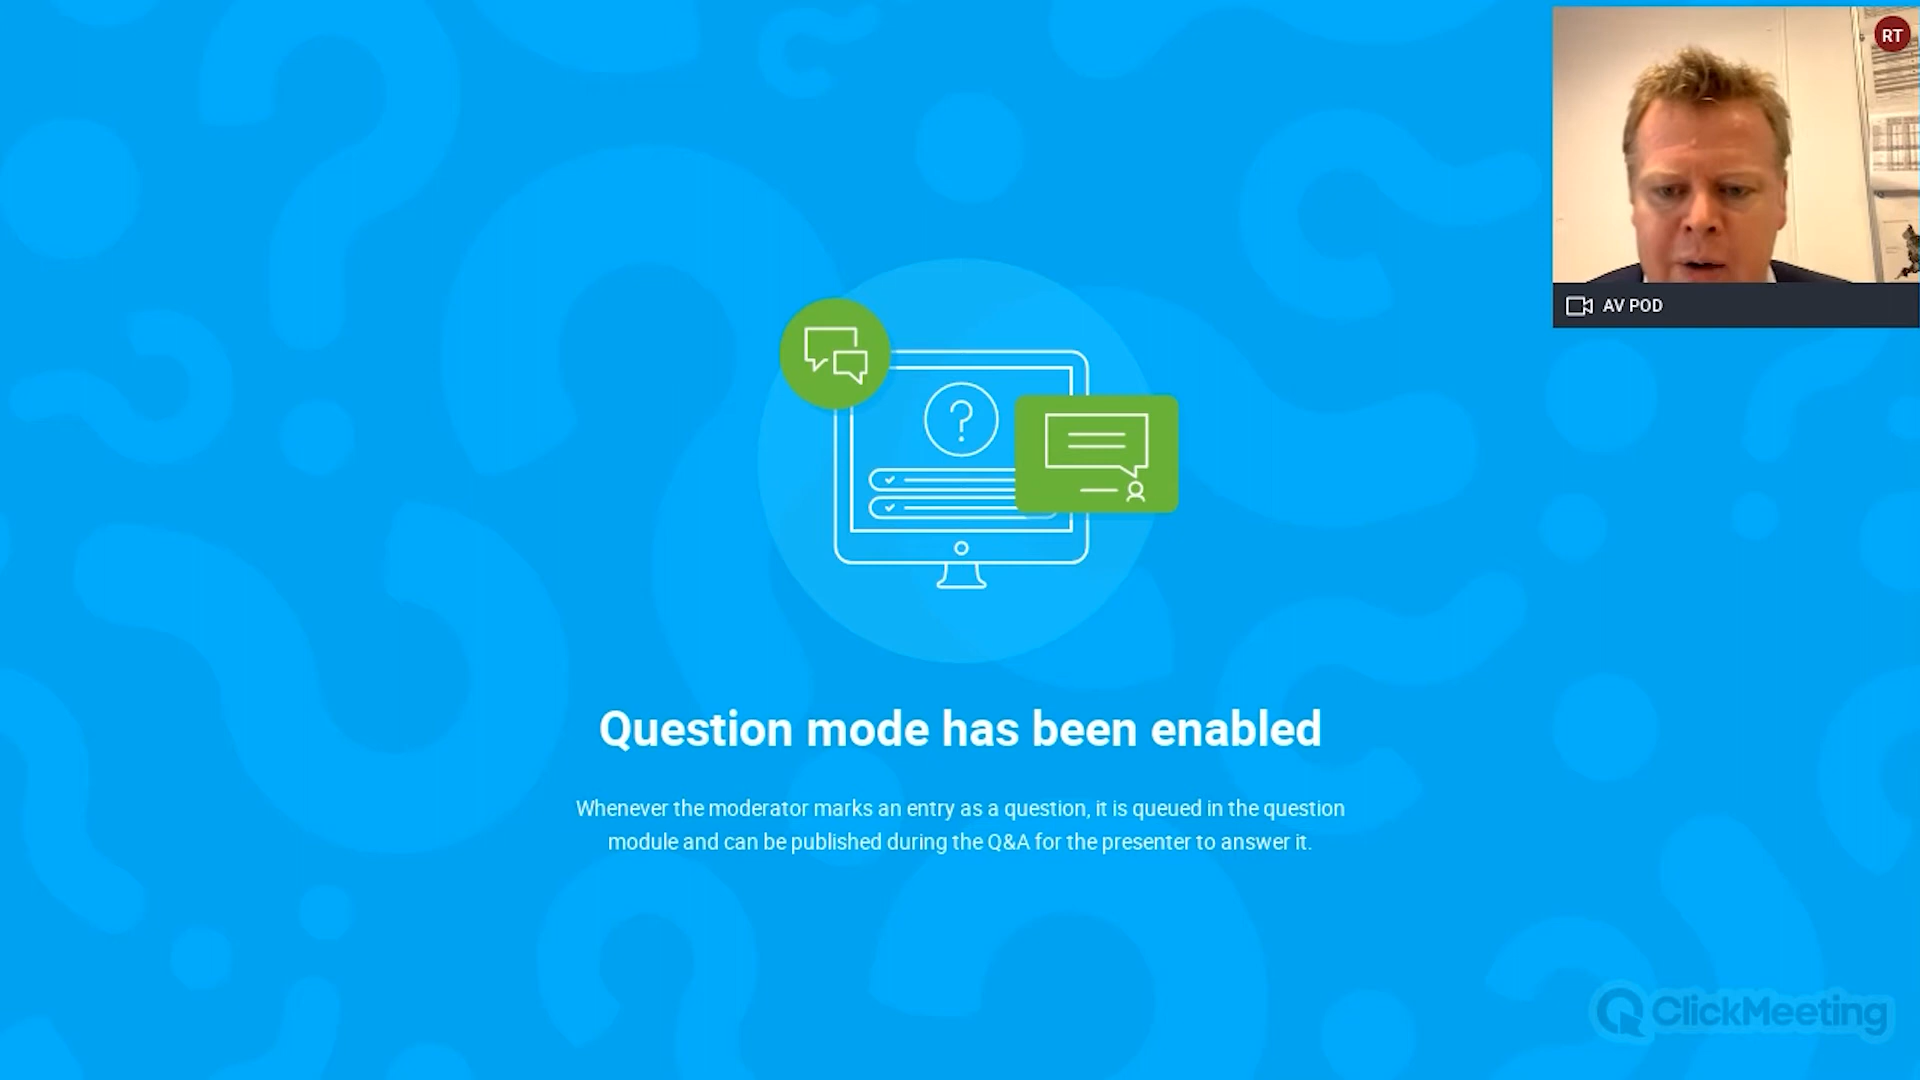 RT
AV POD
Question mode has been enabled
Whenever the moderator marks an entry as a question, it is queued in the question
module and can be published during the Q&A for the presenter to answer it.
ClickMeeting